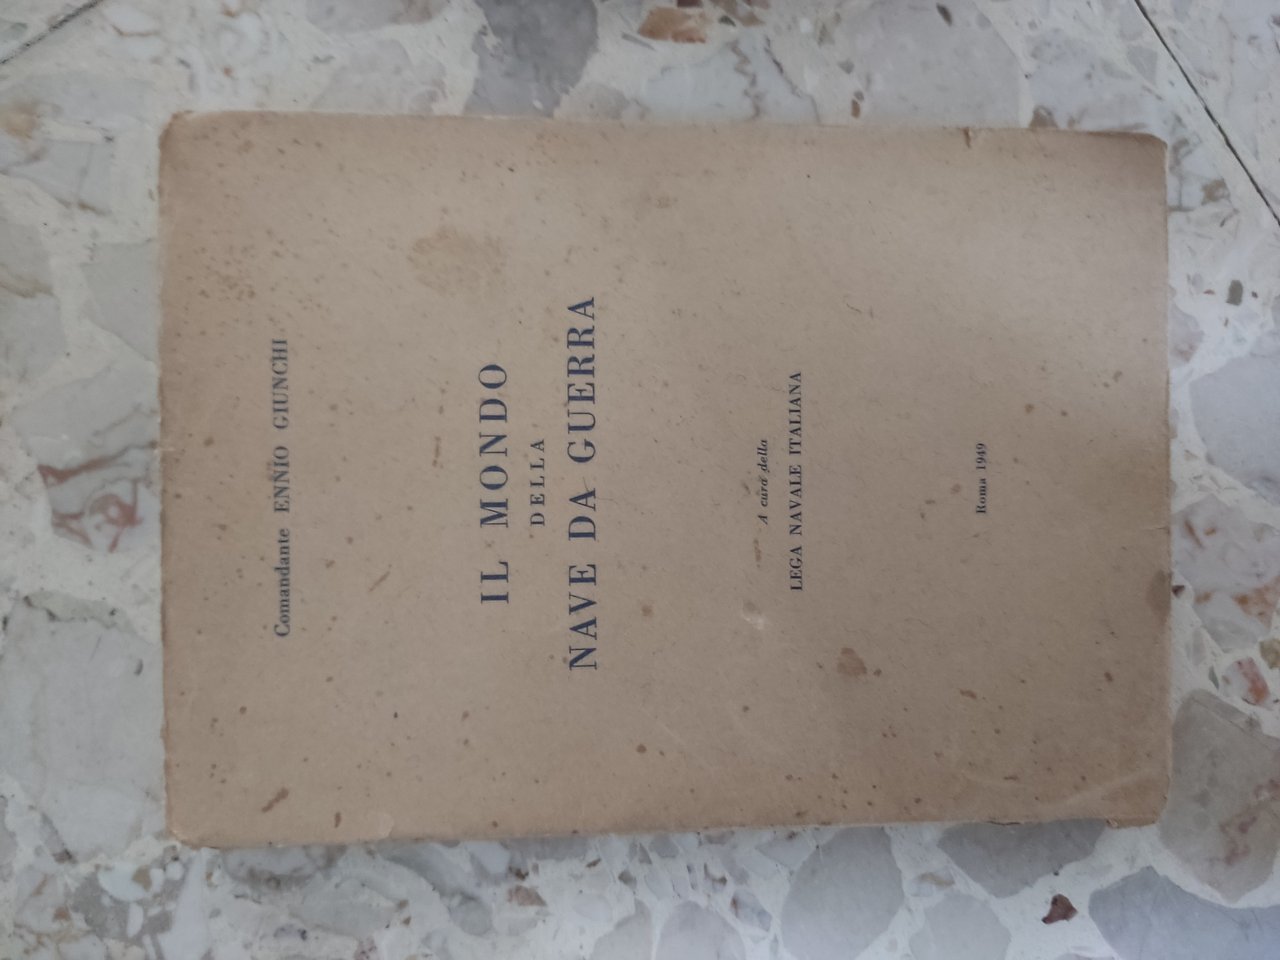 Comandante ENNIO GIUNCHI
IL MONDO
DELLA
NAVE DA GUERRA
A cura della
LEGA NAVALE ITALIANA
Roma 1949